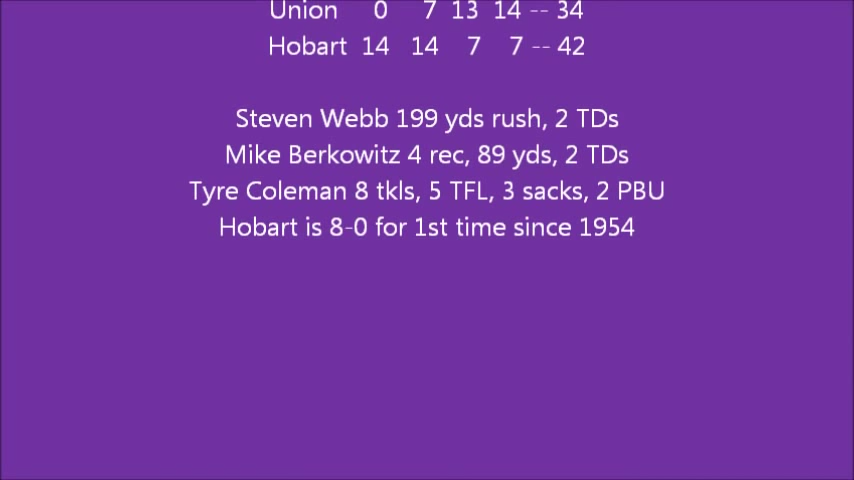 Union 0 7 13 14 -- 34
Hobart 14 14 7 7 -- 42
Steven Webb 199 yds rush, 2 TDs
Mike Berkowitz 4 rec, 89 yds, 2 TDs
Tyre Coleman 8 tkls, 5 TFL, 3 sacks, 2 PBU
Hobart is 8-0 for 1st time since 1954